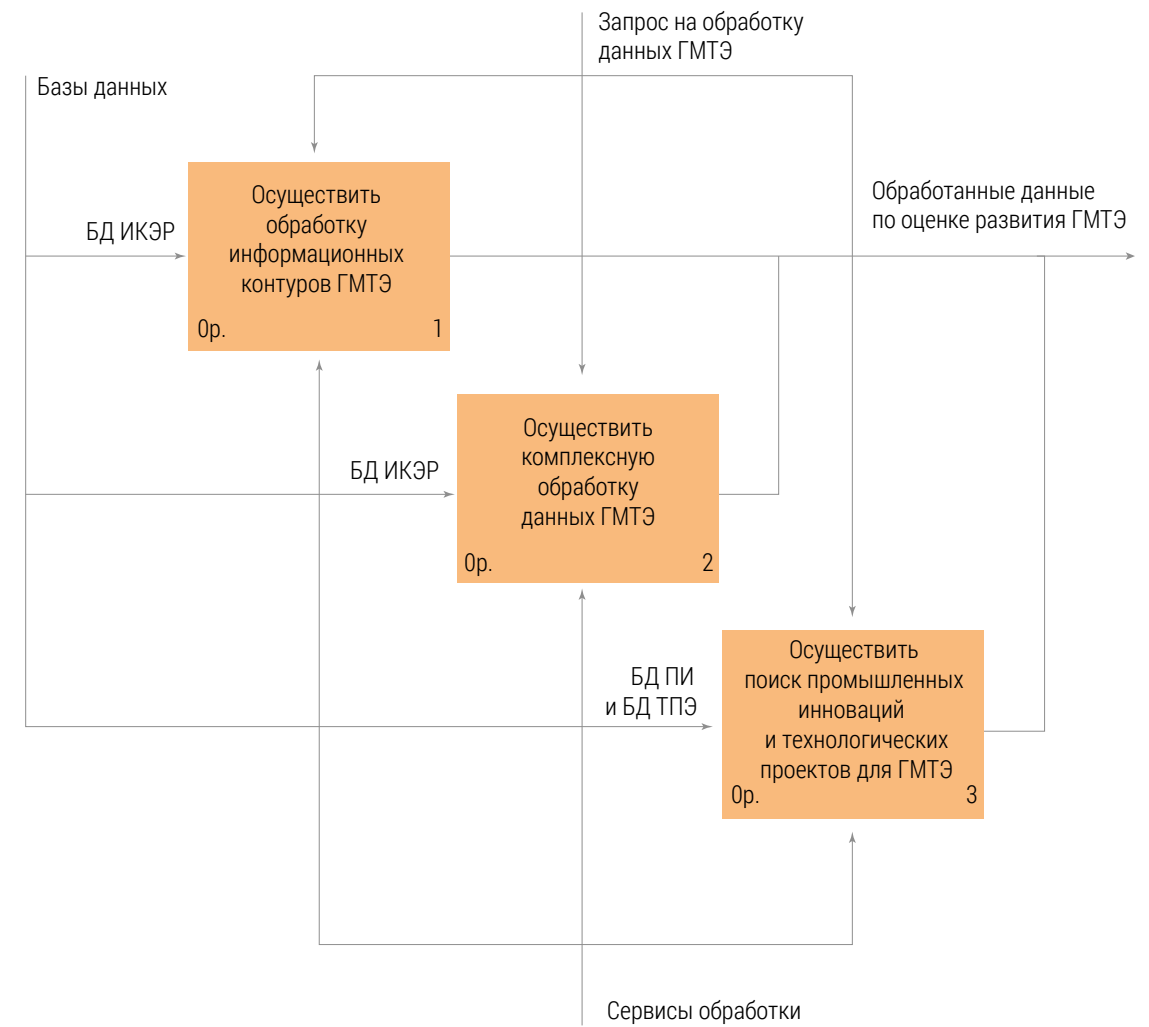 Запрос на обработку
данных ГМТЭ
Базы данных
Обработанные данные
по оценке развития ГМТЭ
БД ИКЭР
Осуществить
обработку
информационных
контуров ГМТЭ
0р. 1
БД ИКЭР
Осуществить
комплексную
обработку
данных ГМТЭ
0р. 2
БД ПИ
и БД ТПЭ
Осуществить
поиск промышленных
инноваций
и технологических
проектов для ГМТЭ
0р. 3
Сервисы обработки